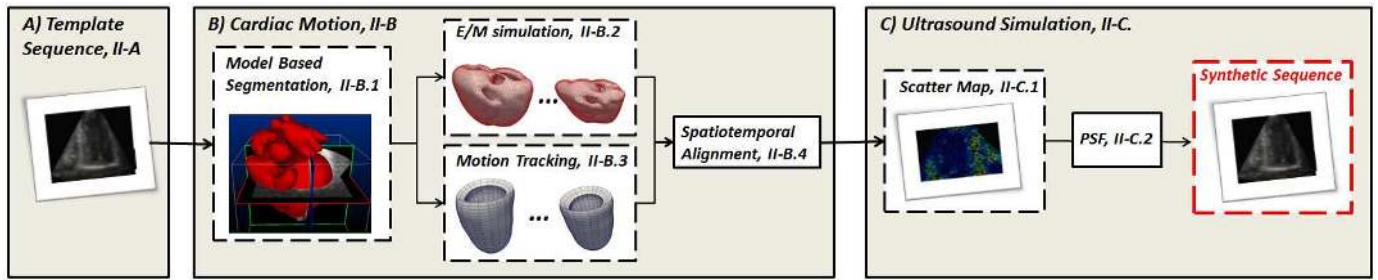 A) Template
Sequence, II-A
B) Cardiac Motion, II-B
Model Based
Segmentation, II-B.1
E/M simulation, II-B.2
...
Motion Tracking, II-B.3
...
Spatiotemporal
Alignment, II-B.4
C) Ultrasound Simulation, II-C.
Scatter Map, II-C.1
PSF, II-C.2
Synthetic Sequence